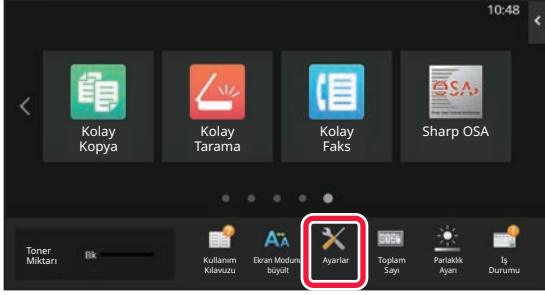 10:48
Kolay
Kopya
Kolay
Tarama
Kolay
Faks
OSA
Sharp OSA
Toner
Miktarı
Bk
Kullanım
Kılavuzu
Ekran Modunu
büyült
Ayarlar
Toplam
Sayı
Parlaklık
Ayarı
İş
Durumu